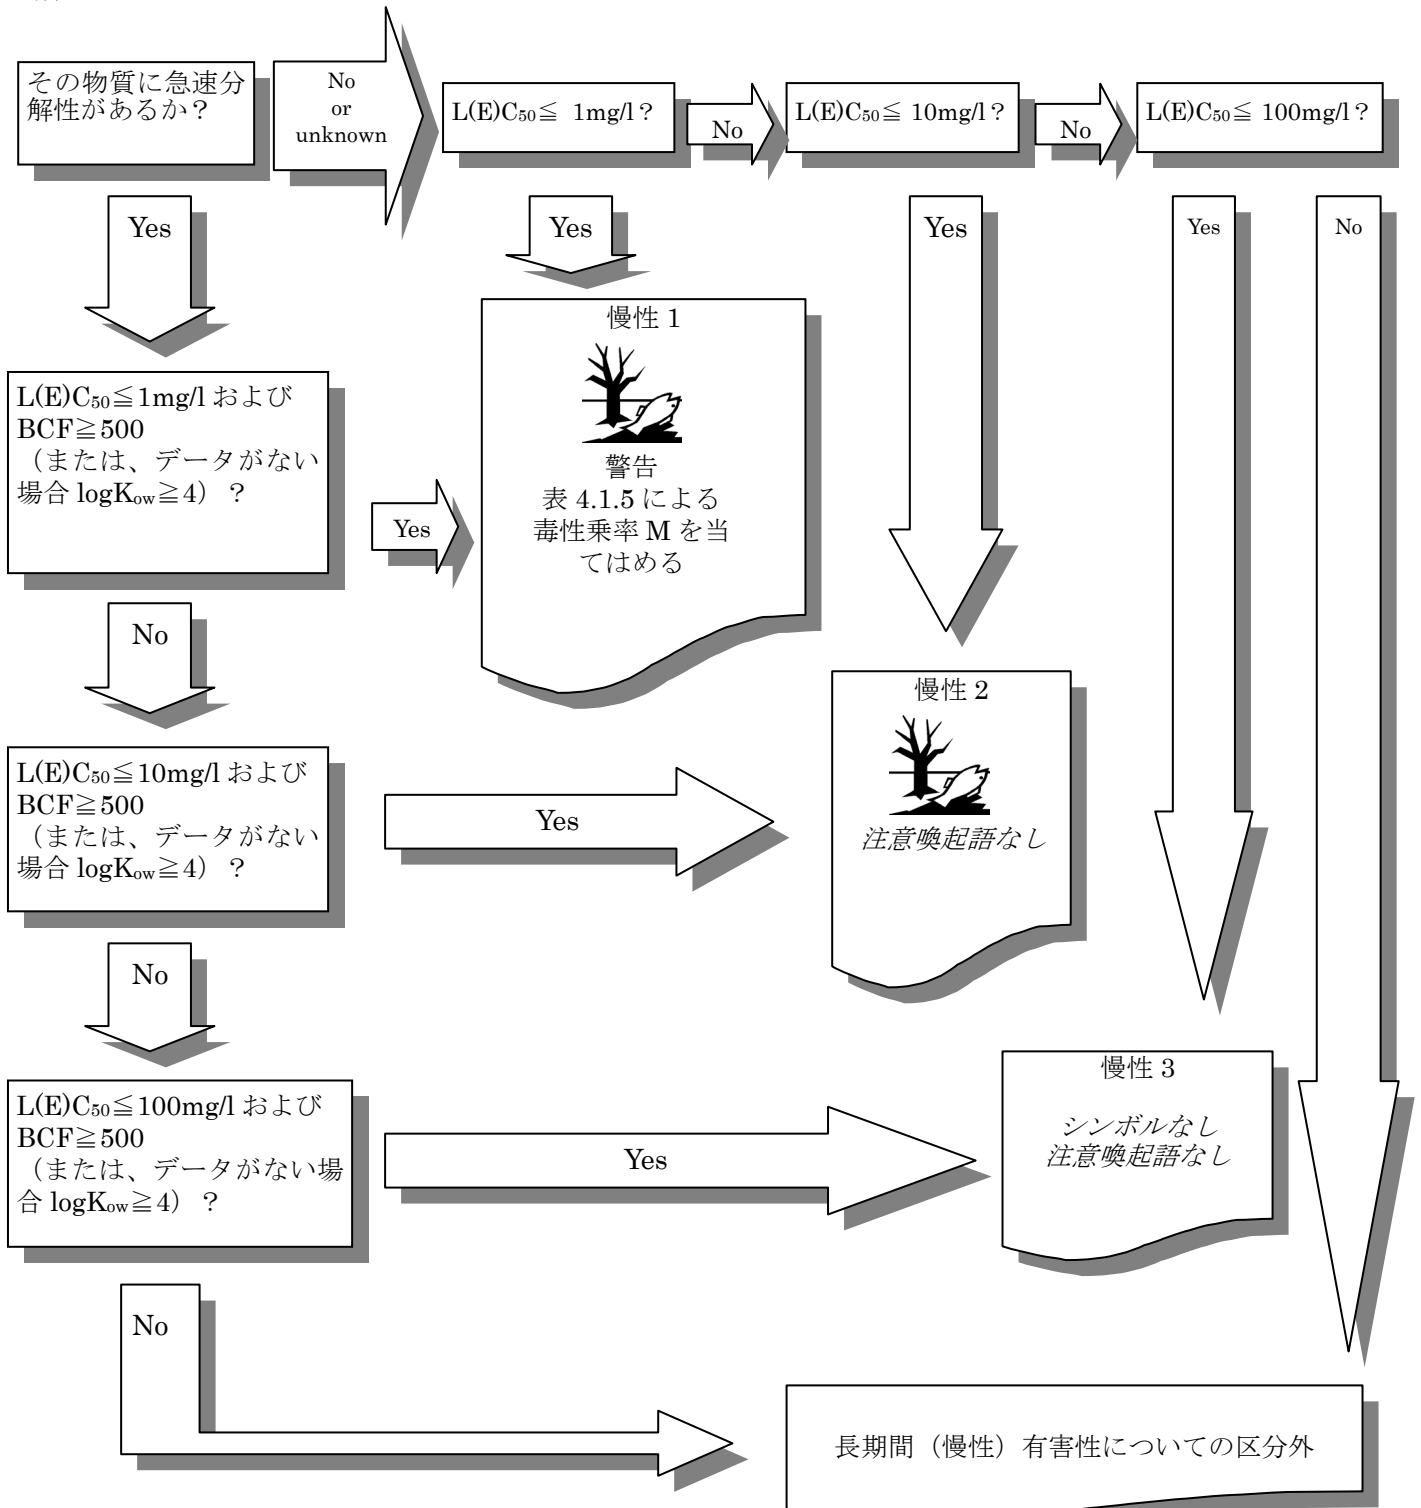 その物質に急速分
解性があるか？
No
or
unknown
L(E)C₅₀≦ 1mg/l？
No
L(E)C₅₀≦ 10mg/l？
No
L(E)C₅₀≦ 100mg/l？
Yes
Yes
Yes
Yes
No
慢性 1
警告
表 4.1.5 による
毒性乗率 M を当
てはめる
L(E)C₅₀≦1mg/l および
BCF≧500
（または、データがない
場合 logKow≧4）？
Yes
No
慢性 2
注意喚起語なし
L(E)C₅₀≦10mg/l および
BCF≧500
（または、データがない
場合 logKow≧4）？
Yes
No
慢性 3
シンボルなし
注意喚起語なし
L(E)C₅₀≦100mg/l および
BCF≧500
（または、データがない場
合 logKow≧4）？
Yes
No
長期間（慢性）有害性についての区分外